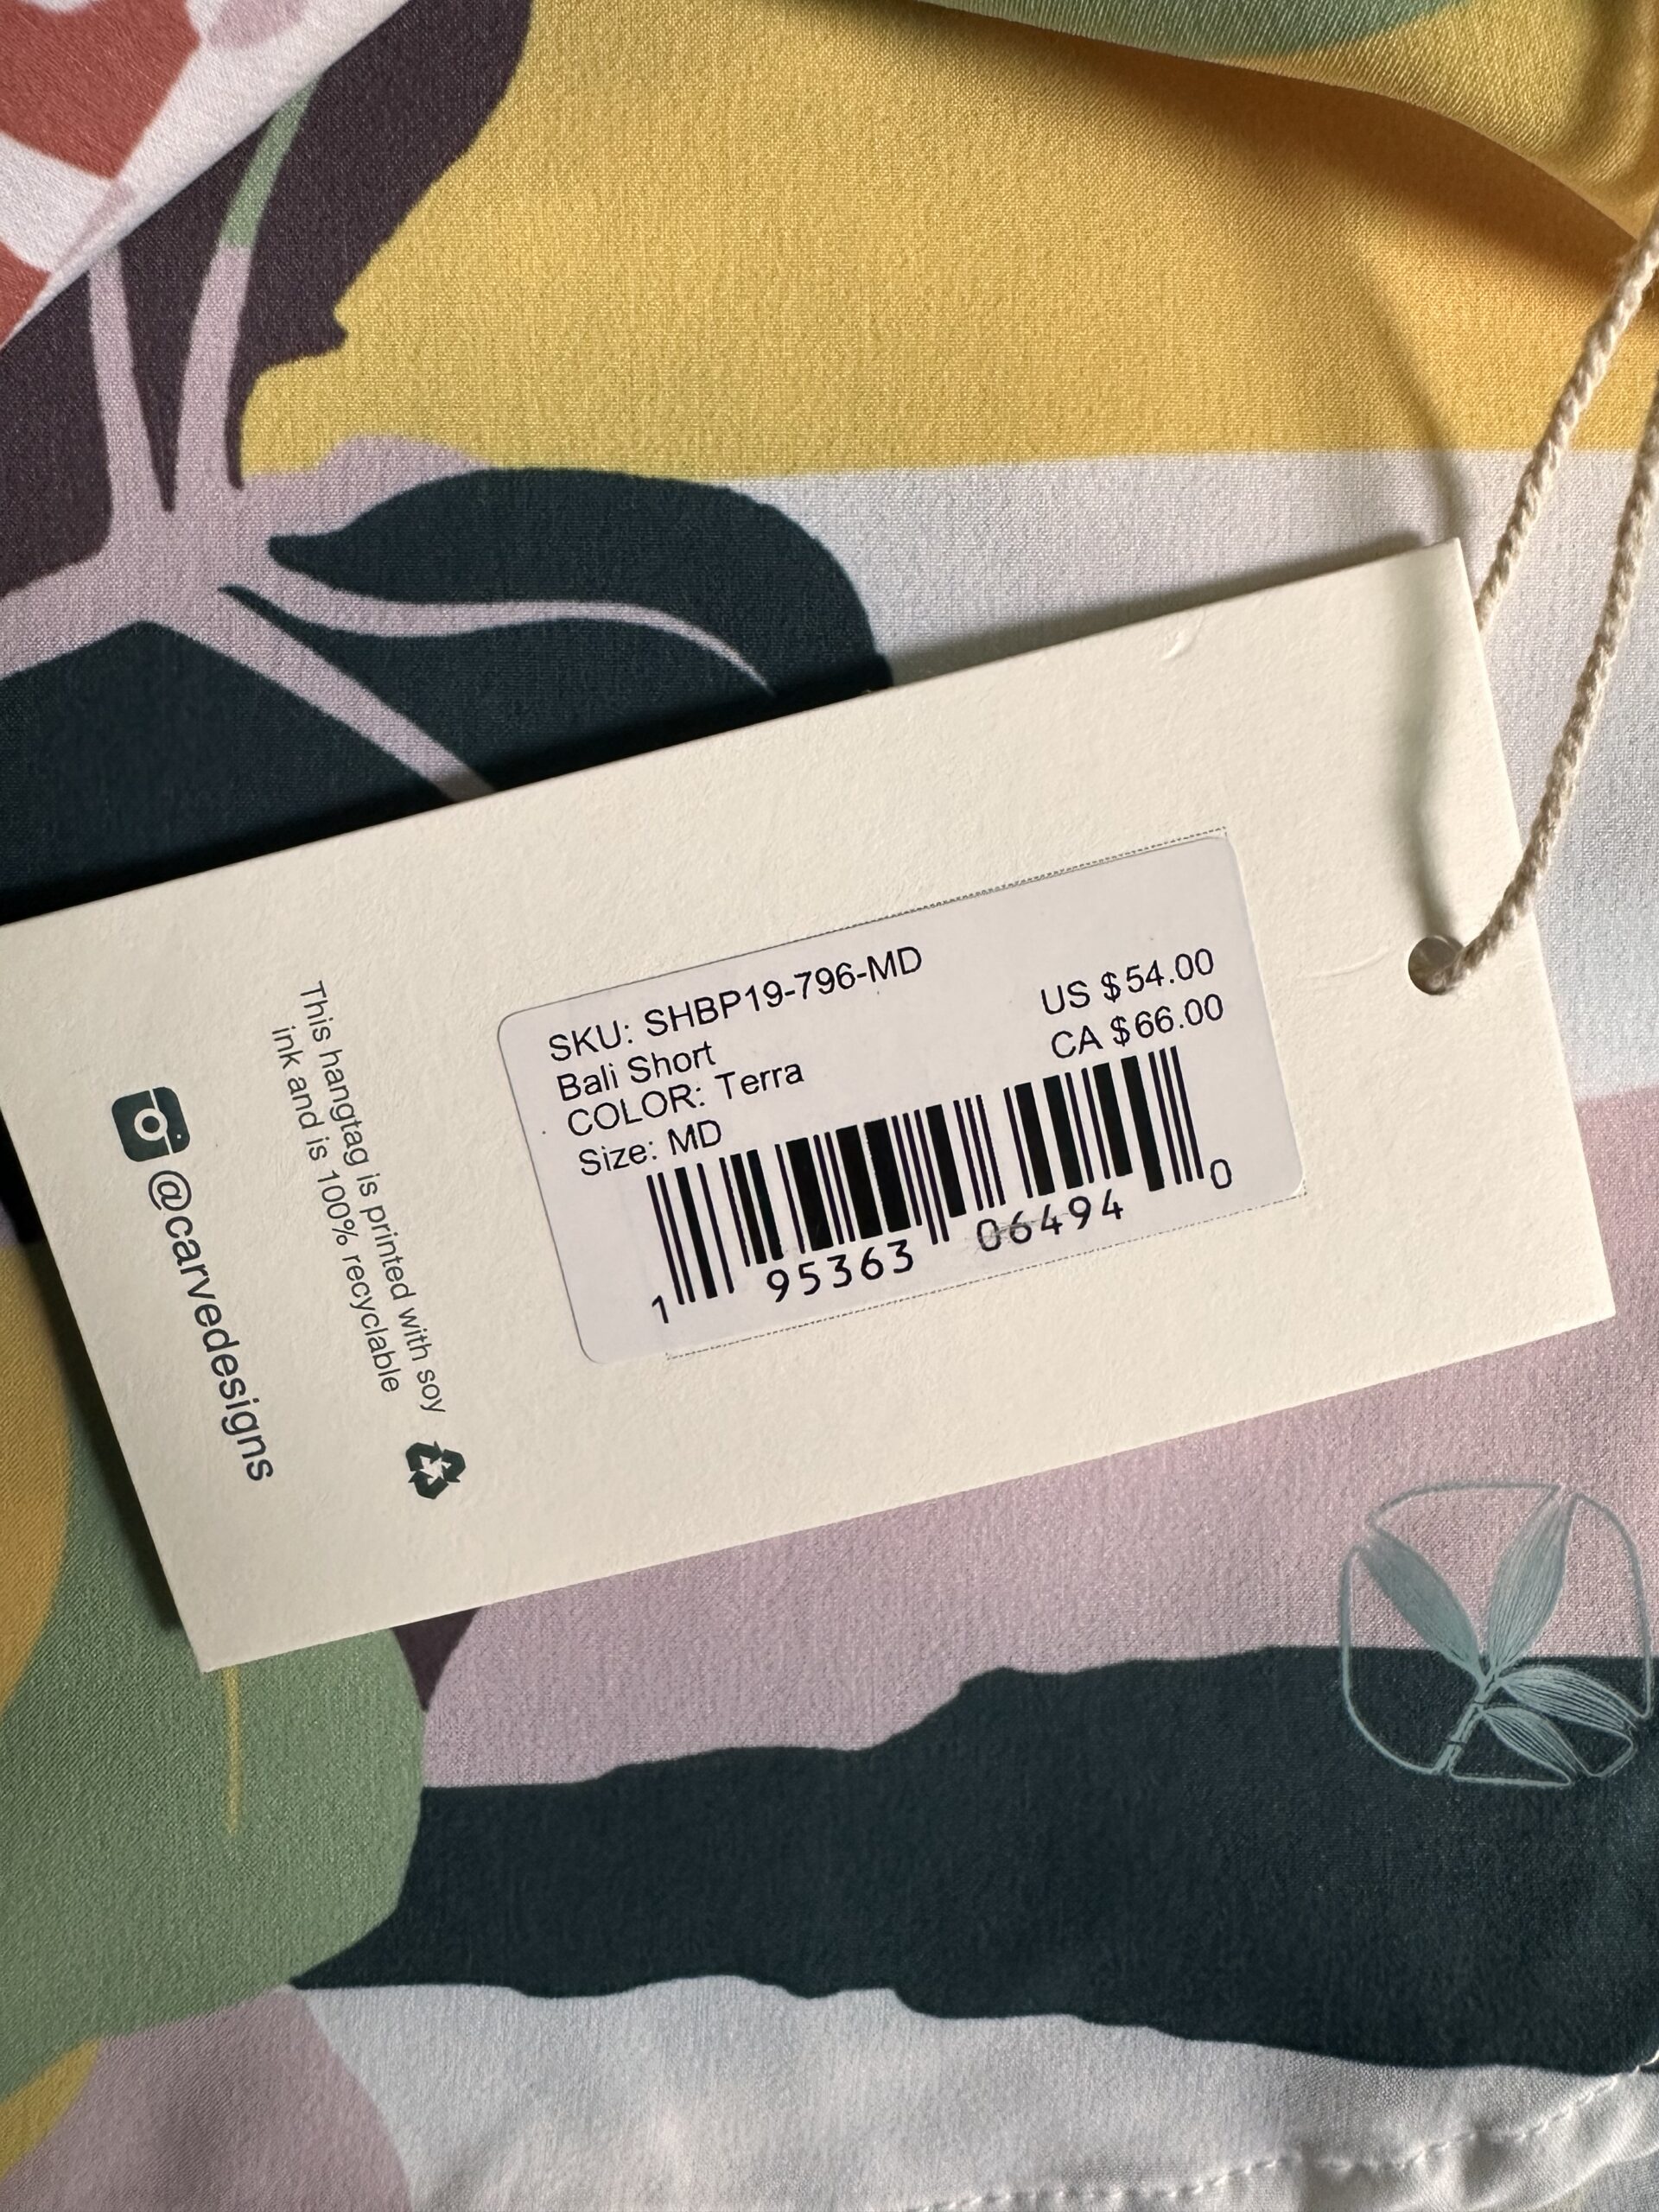 SKU: SHBP19-796-MD
Bali Short
COLOR: Terra
Size: MD
US $54.00
CA $66.00
1 95363 06494 0
This hangtag is printed with soy
ink and is 100% recyclable
@carvedesigns